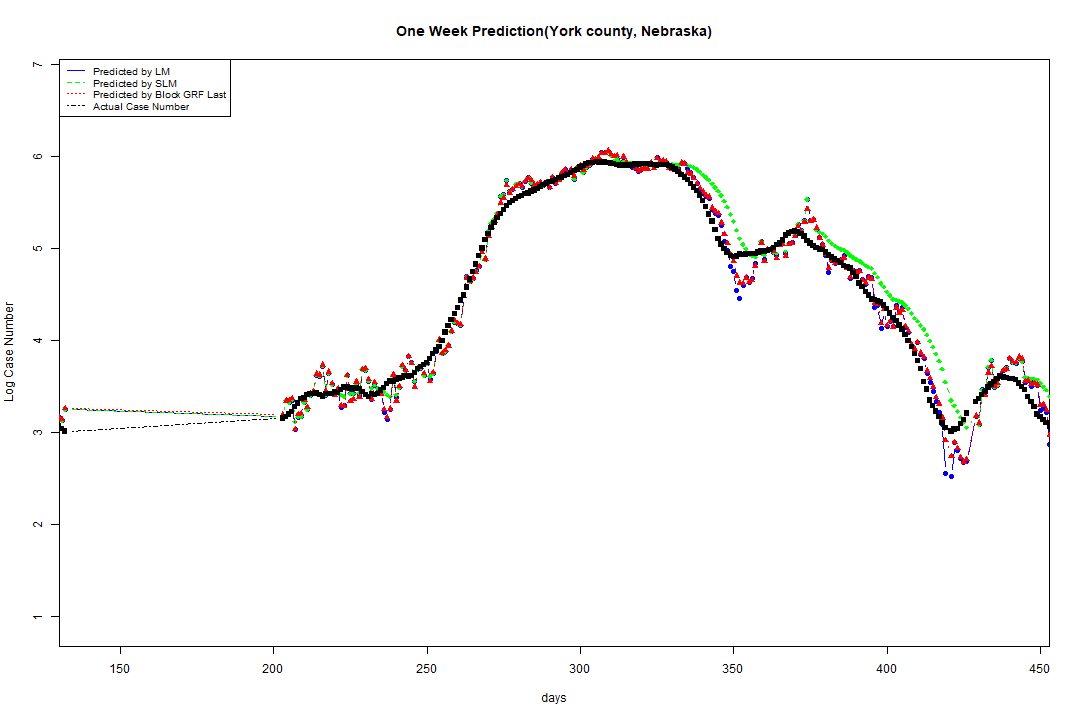 One Week Prediction(York county, Nebraska)
7
Predicted by LM
Predicted by SLM
Predicted by Block GRF Last
Actual Case Number
6
5
4
3
2
1
Log Case Number
150 200 250 300 350 400 450
days